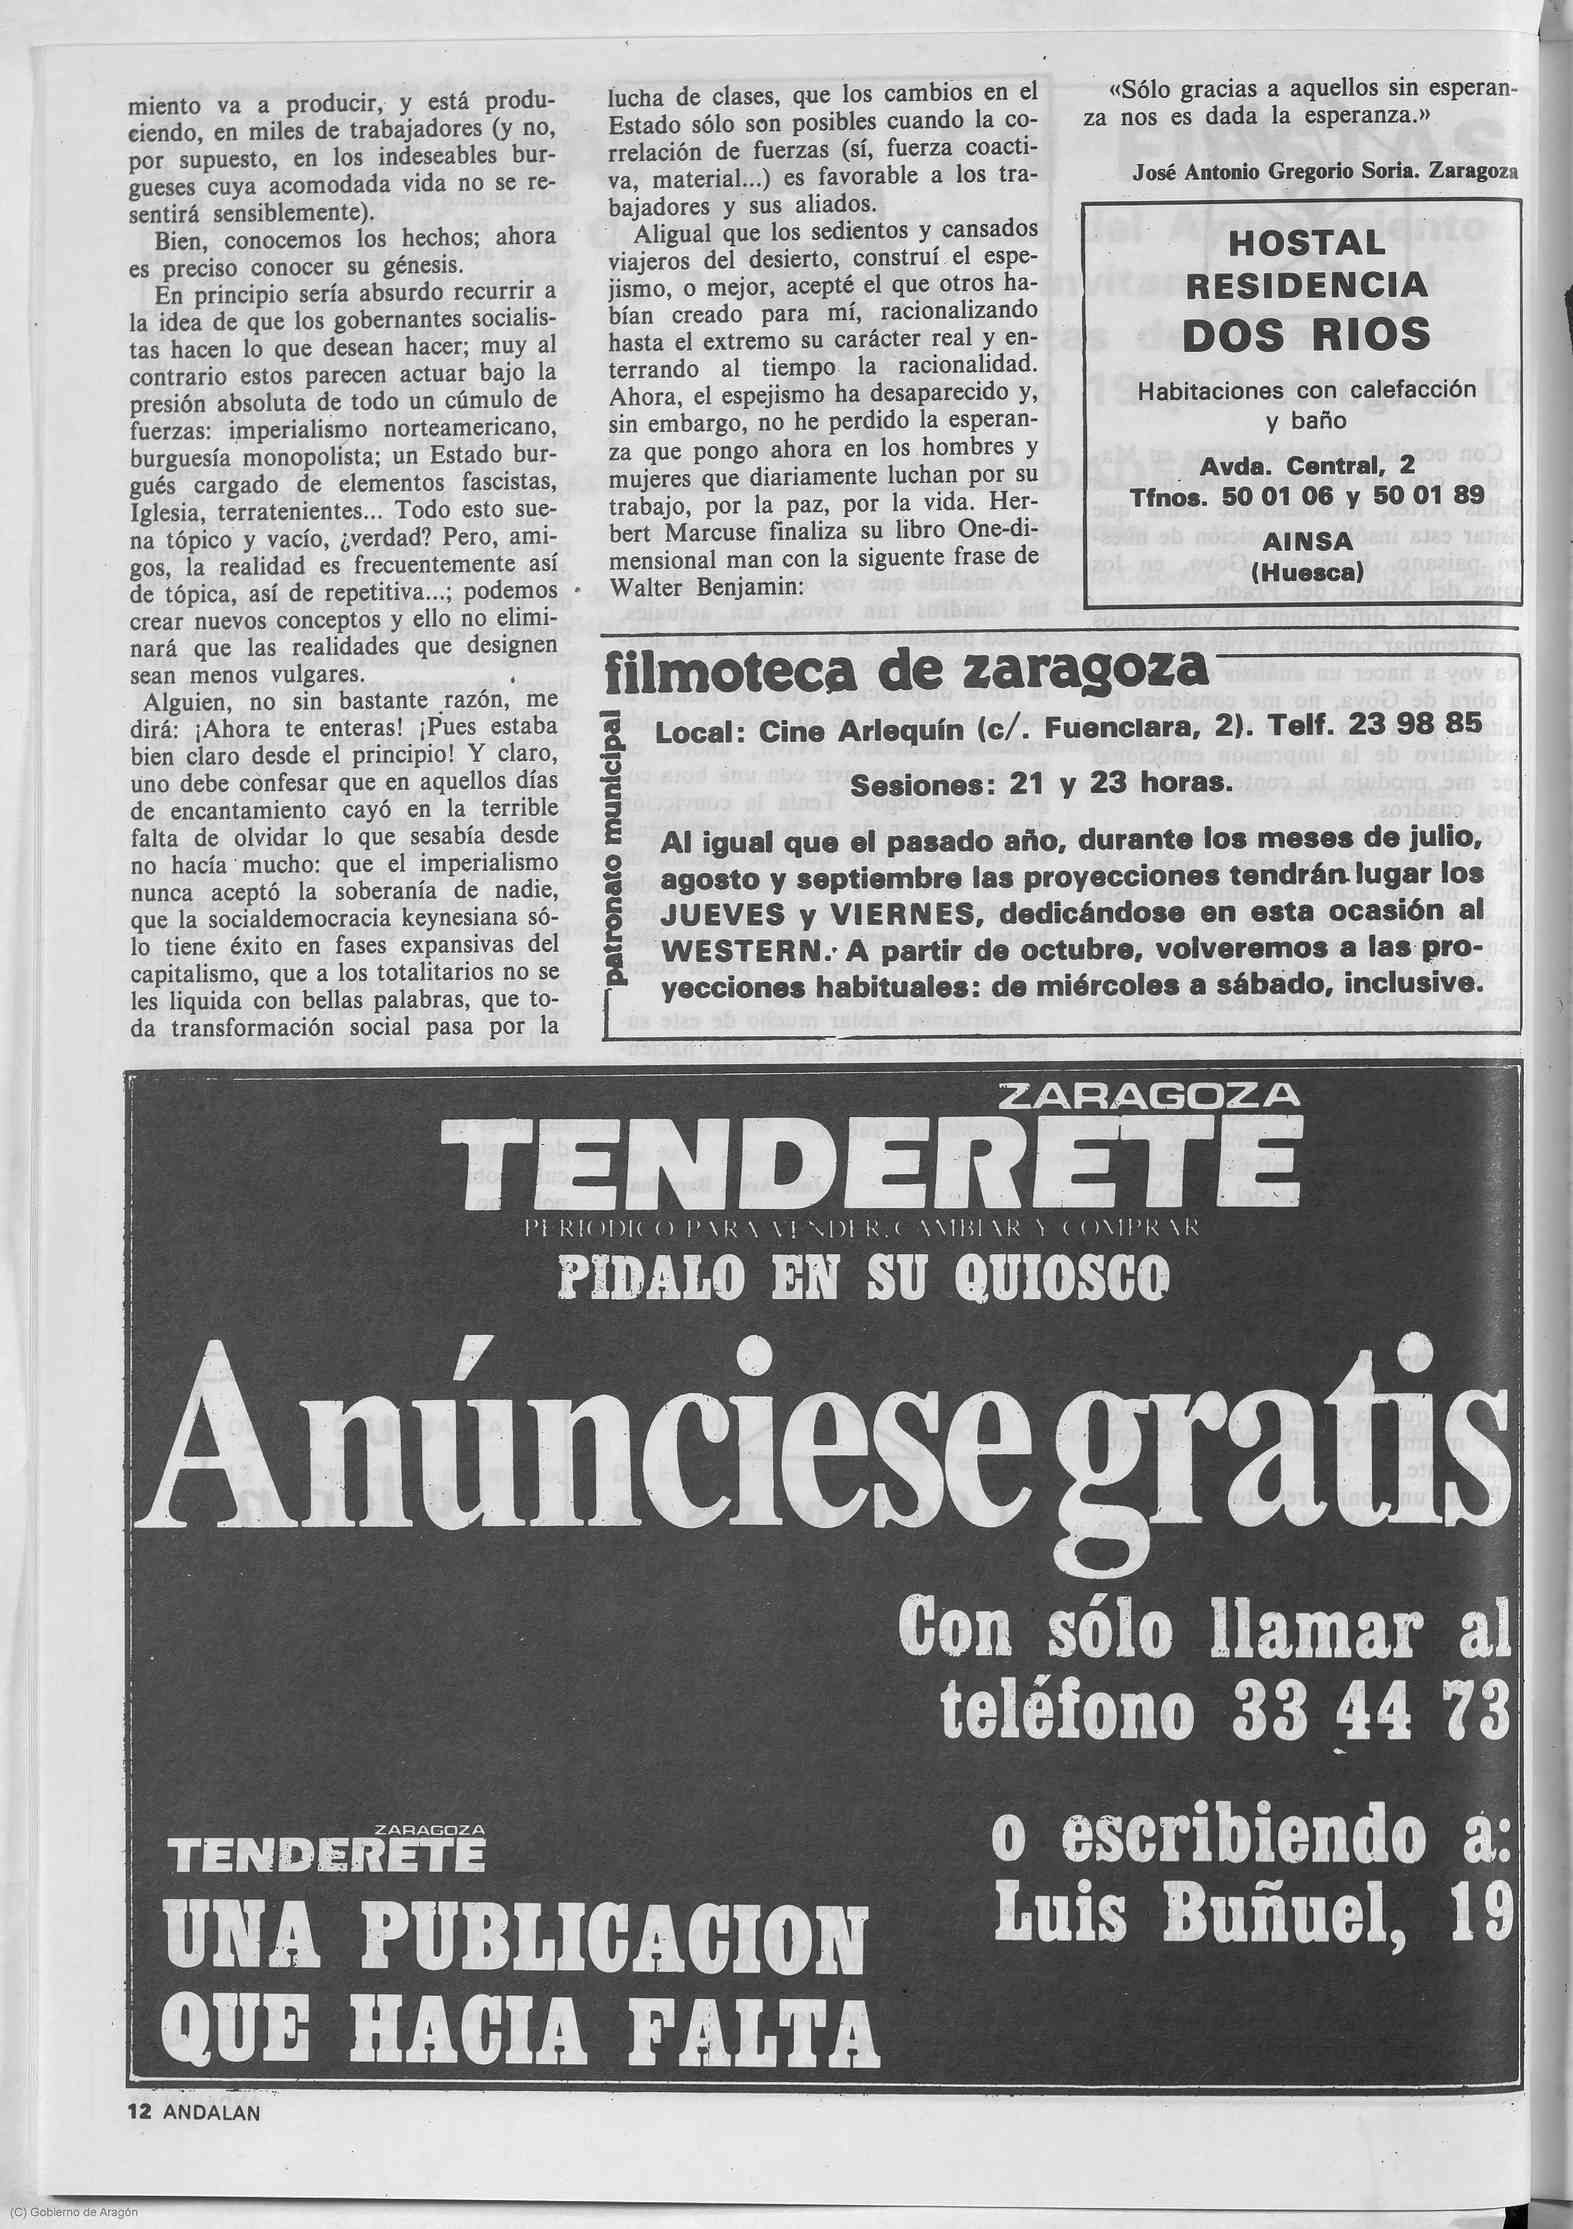 miento va a producir, y está produ-
ciendo, en miles de trabajadores (y no,
por supuesto, en los indeseables bur-
gueses cuya acomodada vida no se re-
sentirá sensiblemente).
Bien, conocemos los hechos; ahora
es preciso conocer su génesis.
En principio sería absurdo recurrir a
la idea de que los gobernantes socialis-
tas hacen lo que desean hacer; muy al
contrario estos parecen actuar bajo la
presión absoluta de todo un cúmulo de
fuerzas: imperialismo norteamericano,
burguesía monopolista; un Estado bur-
gués cargado de elementos fascistas,
Iglesia, terratenientes... Todo esto sue-
na tópico y vacío, ¿verdad? Pero, ami-
gos, la realidad es frecuentemente así
de tópica, así de repetitiva...; podemos
crear nuevos conceptos y ello no elimi-
nará que las realidades que designen
sean menos vulgares.
Alguien, no sin bastante razón, me
dirá: ¡Ahora te enteras! ¡Pues estaba
bien claro desde el principio! Y claro,
uno debe confesar que en aquellos días
de encantamiento cayó en la terrible
falta de olvidar lo que sesabía desde
no hacía mucho: que el imperialismo
nunca aceptó la soberanía de nadie,
que la socialdemocracia keynesiana só-
lo tiene éxito en fases expansivas del
capitalismo, que a los totalitarios no se
les liquida con bellas palabras, que to-
da transformación social pasa por la
lucha de clases, que los cambios en el
Estado sólo son posibles cuando la co-
rrelación de fuerzas (sí, fuerza coacti-
va, material...) es favorable a los tra-
bajadores y sus aliados.
Aligual que los sedientos y cansados
viajeros del desierto, construí el espe-
jismo, o mejor, acepté el que otros ha-
bían creado para mí, racionalizando
hasta el extremo su carácter real y en-
terrando al tiempo la racionalidad.
Ahora, el espejismo ha desaparecido y,
sin embargo, no he perdido la esperan-
za que pongo ahora en los hombres y
mujeres que diariamente luchan por su
trabajo, por la paz, por la vida. Her-
bert Marcuse finaliza su libro One-di-
mensional man con la siguente frase de
Walter Benjamin:
«Sólo gracias a aquellos sin esperan-
za nos es dada la esperanza.»
José Antonio Gregorio Soria. Zaragoza
HOSTAL
RESIDENCIA
DOS RIOS
Habitaciones con calefacción
y baño
Avda. Central, 2
Tfnos. 50 01 06 y 50 01 89
AINSA
(Huesca)
filmoteca de zaragoza
patronato municipal
Local: Cine Arlequín (c/. Fuenclara, 2). Telf. 23 98 85
Sesiones: 21 y 23 horas.
Al igual que el pasado año, durante los meses de julio,
agosto y septiembre las proyecciones tendrán lugar los
JUEVES y VIERNES, dedicándose en esta ocasión al
WESTERN. A partir de octubre, volveremos a las pro-
yecciones habituales: de miércoles a sábado, inclusive.
ZARAGOZA
TENDERETE
PERIODICO PARA VENDER, CAMBIAR Y COMPRAR
PIDALO EN SU QUIOSCO
Anúnciese gratis
Con sólo llamar al
teléfono 33 44 73
o escribiendo a:
Luis Buñuel, 19
ZARAGOZA
TENDERETE
UNA PUBLICACION
QUE HACIA FALTA
12 ANDALAN
(C) Gobierno de Aragón